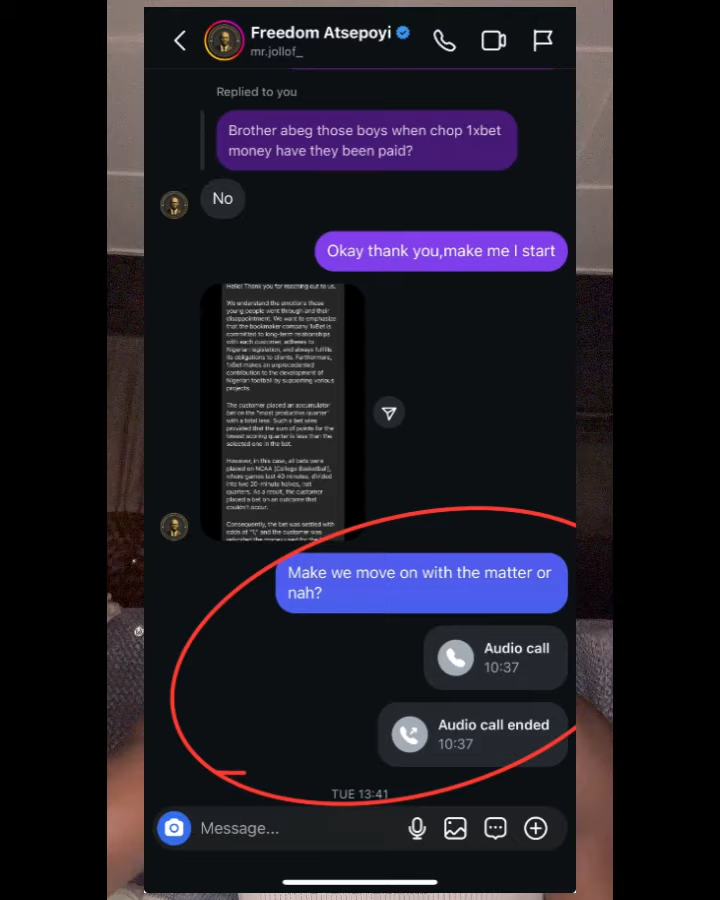 Freedom Atsepoyi
mr.jollof_
Replied to you
Brother abeg those boys when chop 1xbet
money have they been paid?
No
Okay thank you,make me I start
Hello! Thank you for reaching out to us.
We understand the emotions those
young people went through and their
disappointment. We want to emphasize
that the bookmaker company 1xBet is
committed to long-term relationships
with each customer, adheres to
Nigerian legislation, and always fulfills
its obligations to clients. Furthermore,
1xBet makes an unprecedented
contribution to the development of
Nigerian football by supporting various
projects.
The customer placed an accumulator
bet on the "most productive quarter"
with a total less. Such a bet wins
provided that the sum of points for the
lowest scoring quarter is less than the
selected one in the bet.
However, in this case, all bets were
placed on NCAA (College Basketball),
where games last 40 minutes, divided
into two 20-minute halves, not
quarters. As a result, the customer
placed a bet on an outcome that
couldn't occur.
Consequently, the bet was settled with
odds of "1," and the customer was
Make we move on with the matter or
nah?
Audio call
10:37
Audio call ended
10:37
TUE 13:41
Message...